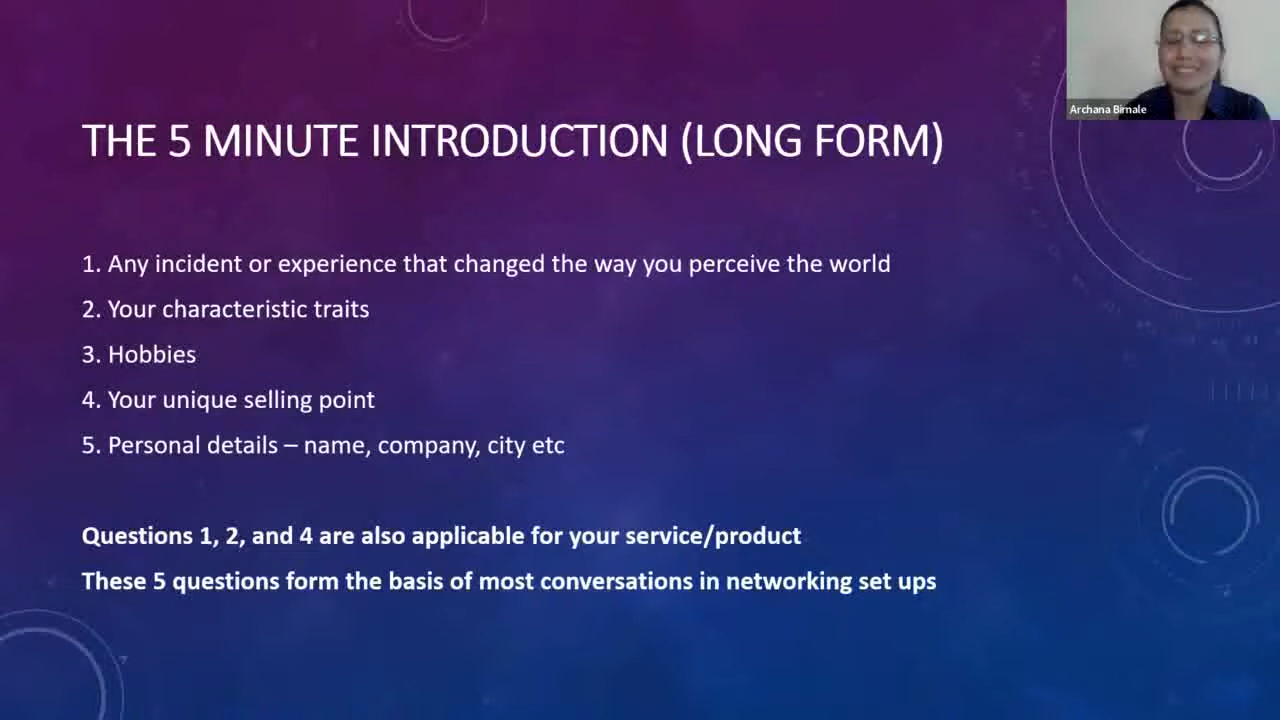 Archana Birnale
THE 5 MINUTE INTRODUCTION (LONG FORM)
1. Any incident or experience that changed the way you perceive the world
2. Your characteristic traits
3. Hobbies
4. Your unique selling point
5. Personal details – name, company, city etc
Questions 1, 2, and 4 are also applicable for your service/product
These 5 questions form the basis of most conversations in networking set ups